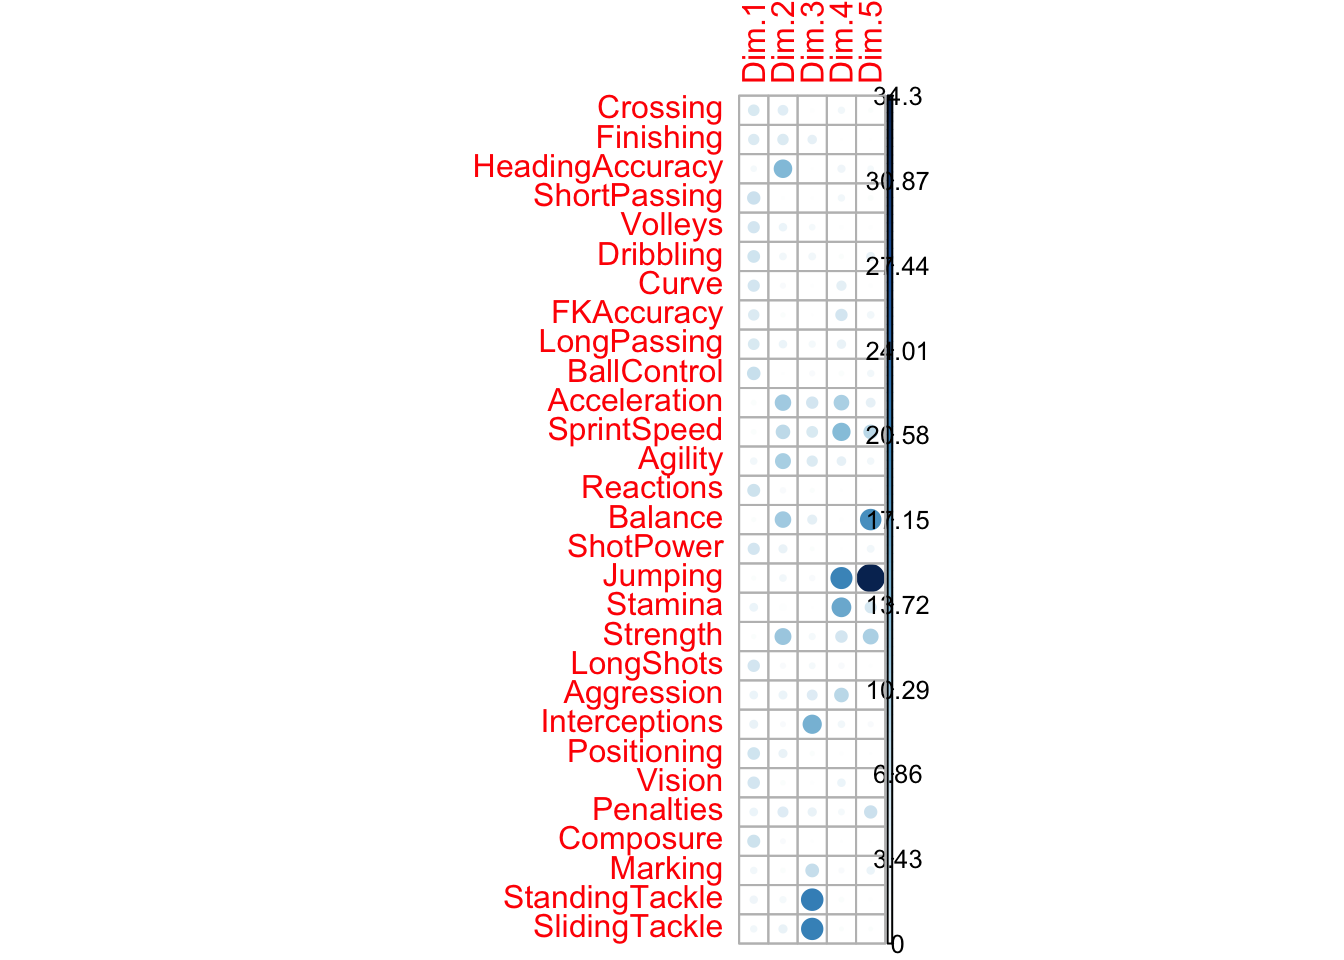 Dim.1 Dim.2 Dim.3 Dim.4 Dim.5
Crossing
Finishing
HeadingAccuracy
ShortPassing
Volleys
Dribbling
Curve
FKAccuracy
LongPassing
BallControl
Acceleration
SprintSpeed
Agility
Reactions
Balance
ShotPower
Jumping
Stamina
Strength
LongShots
Aggression
Interceptions
Positioning
Vision
Penalties
Composure
Marking
StandingTackle
SlidingTackle
34.3
30.87
27.44
24.01
20.58
17.15
13.72
10.29
6.86
3.43
0